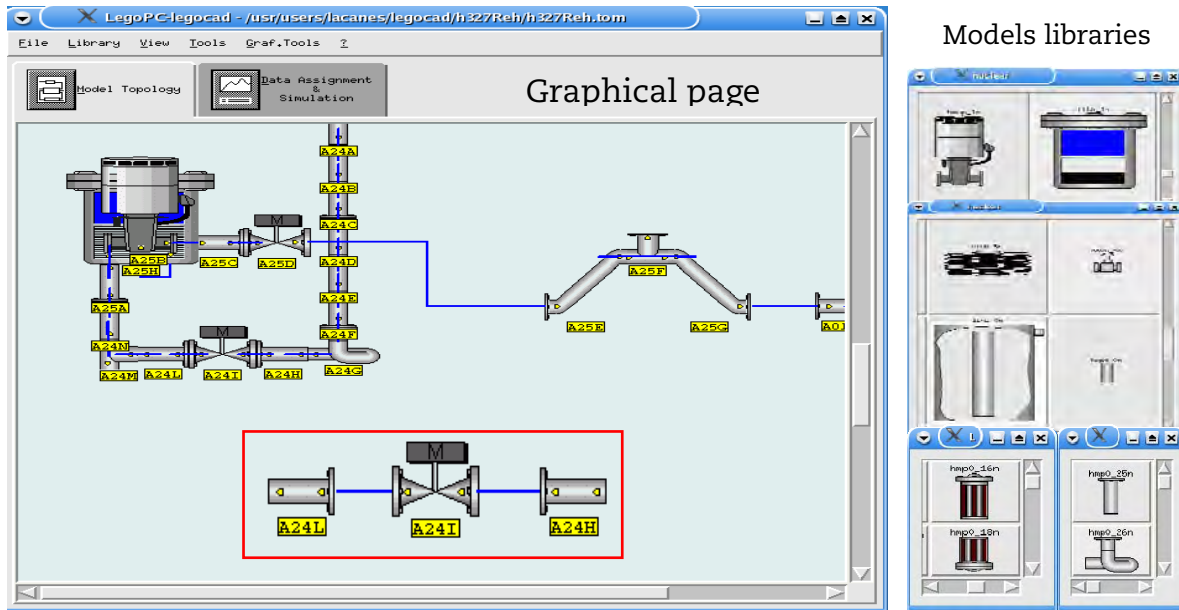 LegoPC-legocad - /usr/users/lacanes/legocad/h327Reh/h327Reh.tom
File Library View Tools Graf.Tools ?
Model Topology
Data Assignment
&
Simulation
Graphical page
A24A
A24B
A24C
A24D
A24E
A24F
A24G
A25B
A25H
A25C
A25D
A25A
A24N
A24M
A24L
A24I
A24H
M
M
A25E
A25F
A25G
M
A24L
A24I
A24H
Models libraries
nuclear
hmp0_16n
hmp0_18n
hmp0_25n
hmp0_26n